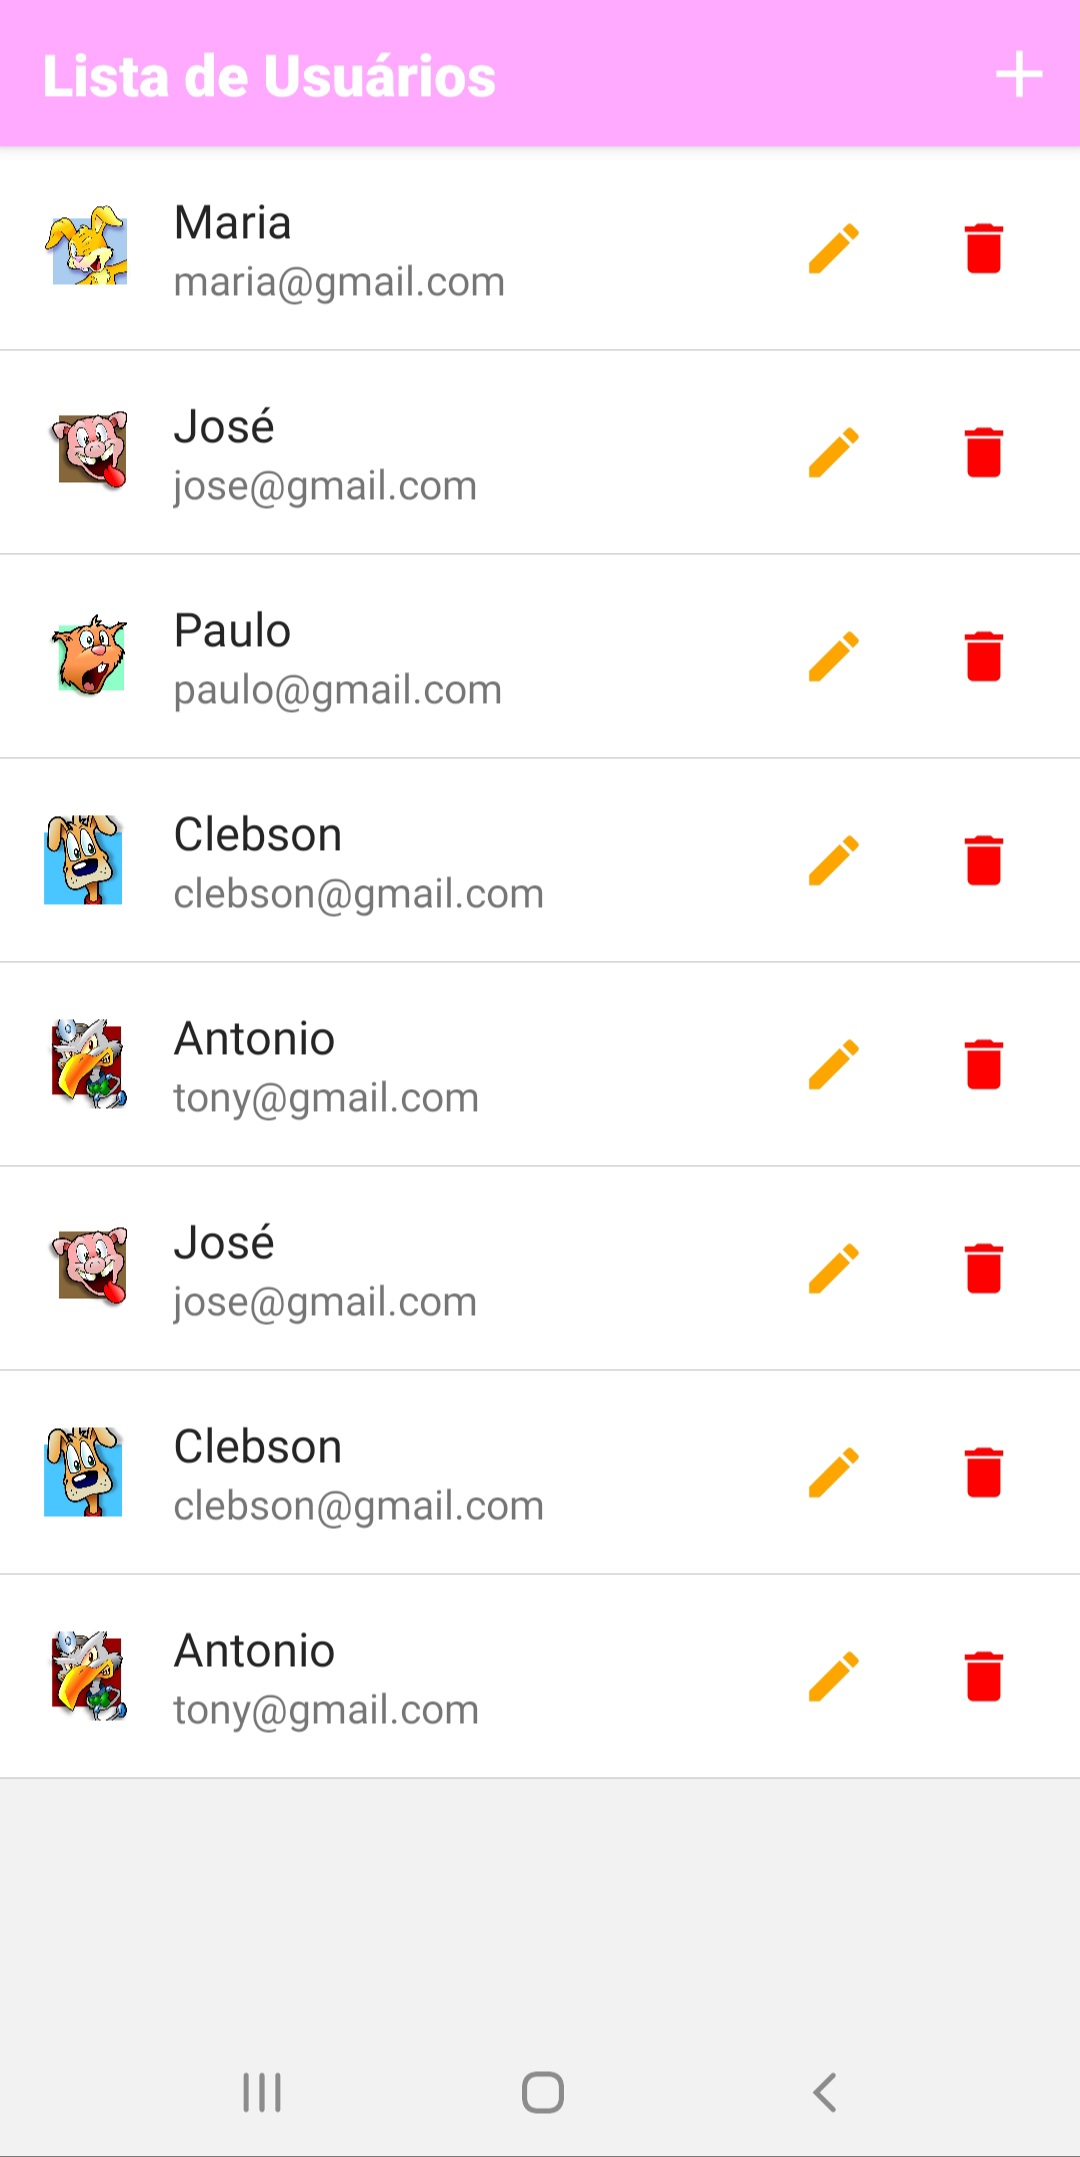 Lista de Usuários
Maria
maria@gmail.com
José
jose@gmail.com
Paulo
paulo@gmail.com
Clebson
clebson@gmail.com
Antonio
tony@gmail.com
José
jose@gmail.com
Clebson
clebson@gmail.com
Antonio
tony@gmail.com